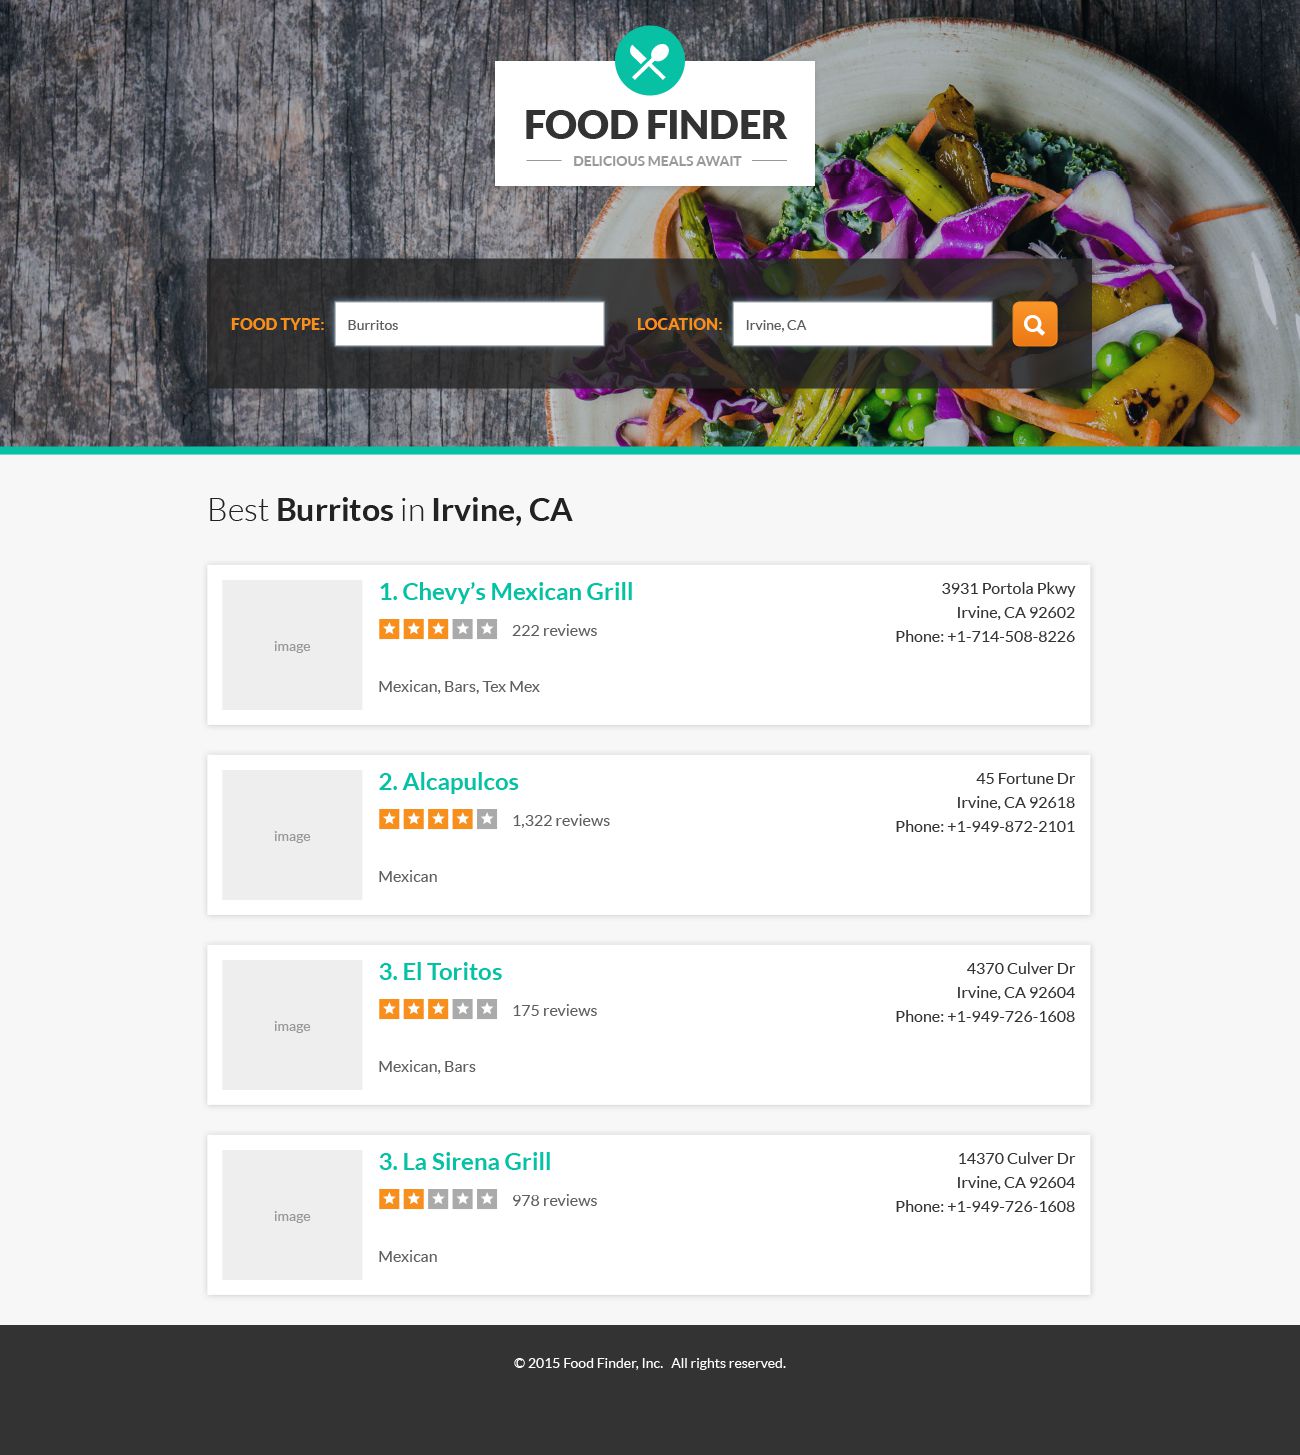 FOOD FINDER
DELICIOUS MEALS AWAIT
FOOD TYPE: Burritos LOCATION: Irvine, CA
Best Burritos in Irvine, CA
image
1. Chevy’s Mexican Grill
222 reviews
Mexican, Bars, Tex Mex
3931 Portola Pkwy
Irvine, CA 92602
Phone: +1-714-508-8226
image
2. Alcapulcos
1,322 reviews
Mexican
45 Fortune Dr
Irvine, CA 92618
Phone: +1-949-872-2101
image
3. El Toritos
175 reviews
Mexican, Bars
4370 Culver Dr
Irvine, CA 92604
Phone: +1-949-726-1608
image
3. La Sirena Grill
978 reviews
Mexican
14370 Culver Dr
Irvine, CA 92604
Phone: +1-949-726-1608
© 2015 Food Finder, Inc. All rights reserved.